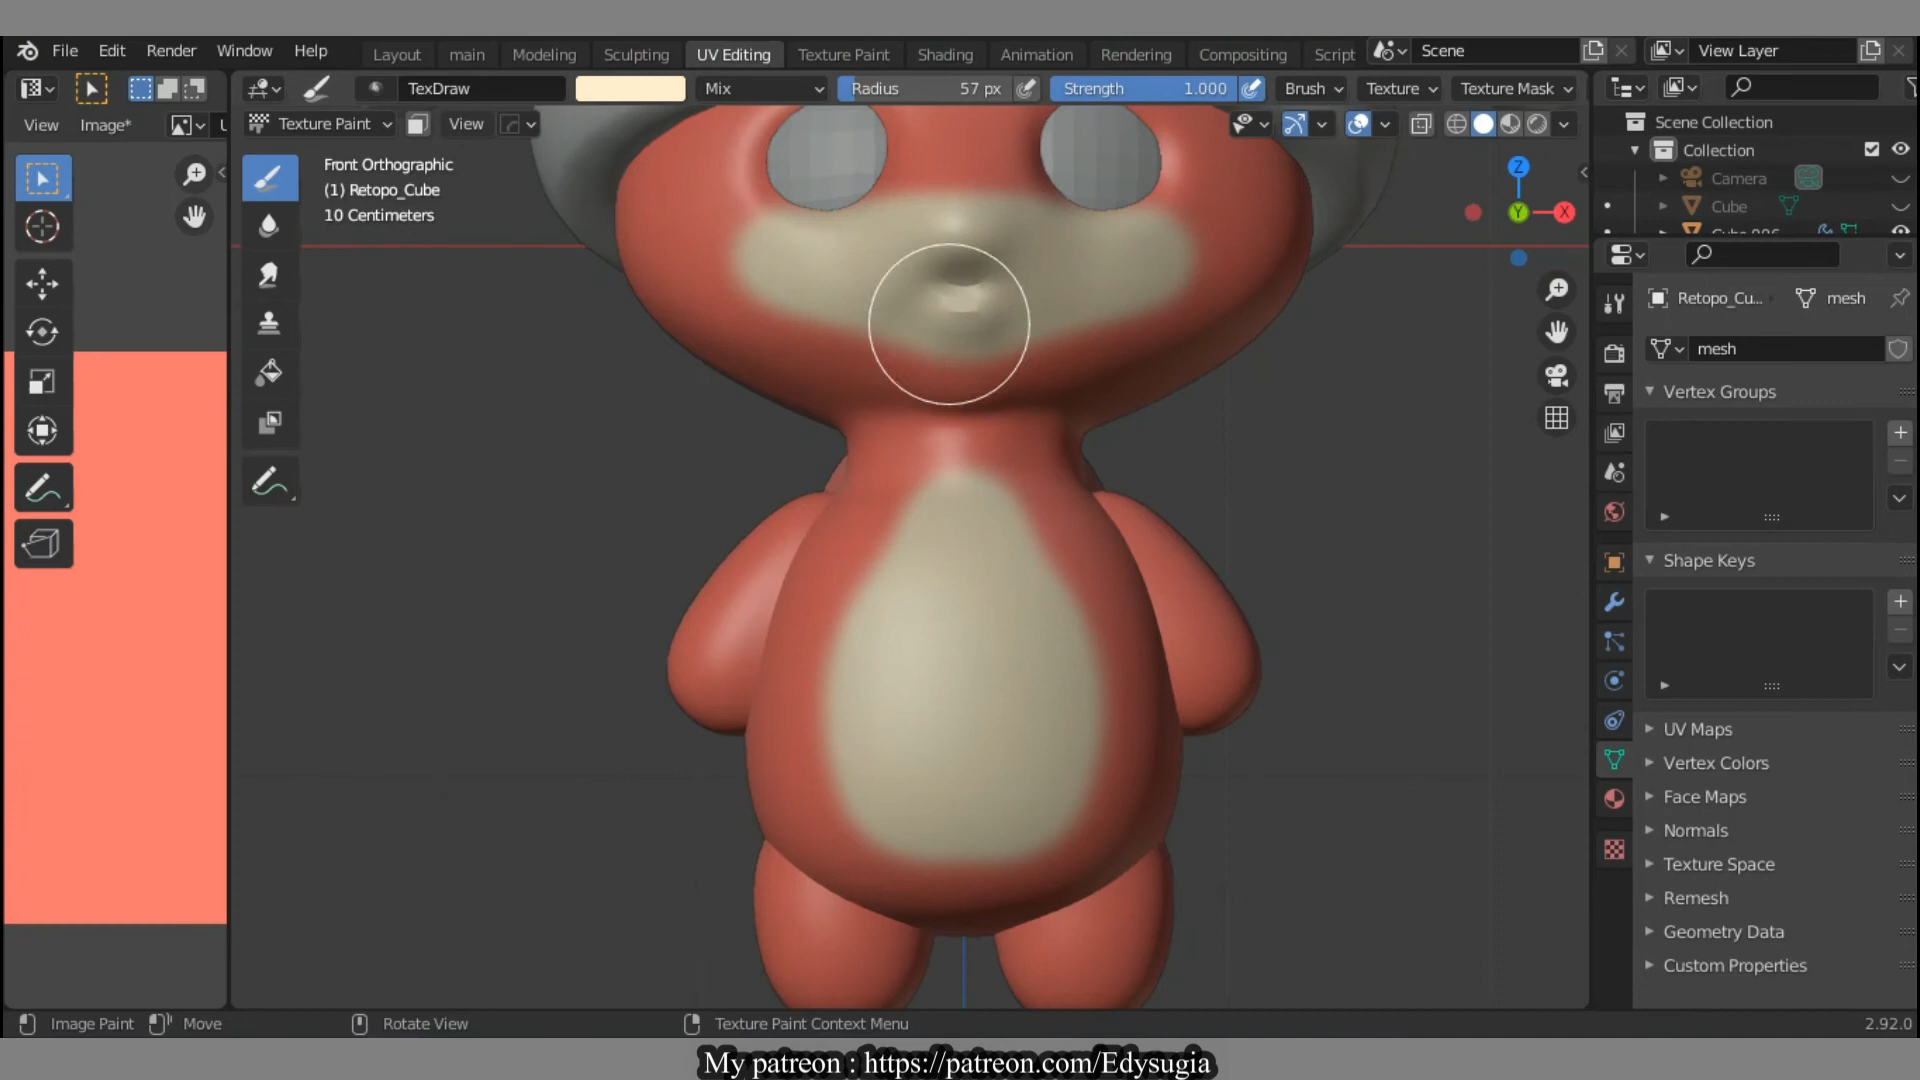 File Edit Render Window Help Layout main Modeling Sculpting UV Editing Texture Paint Shading Animation Rendering Compositing Script Scene View Layer
TexDraw Mix Radius 57 px Strength 1.000 Brush Texture Texture Mask
View Image* Texture Paint View
Front Orthographic
(1) Retopo_Cube
10 Centimeters
Z
Y
X
Scene Collection
Collection
Camera
Cube
Cube.006
Retopo_Cu... mesh
mesh
Vertex Groups
Shape Keys
UV Maps
Vertex Colors
Face Maps
Normals
Texture Space
Remesh
Geometry Data
Custom Properties
Image Paint Move Rotate View Texture Paint Context Menu 2.92.0
My patreon : https://patreon.com/Edysugia